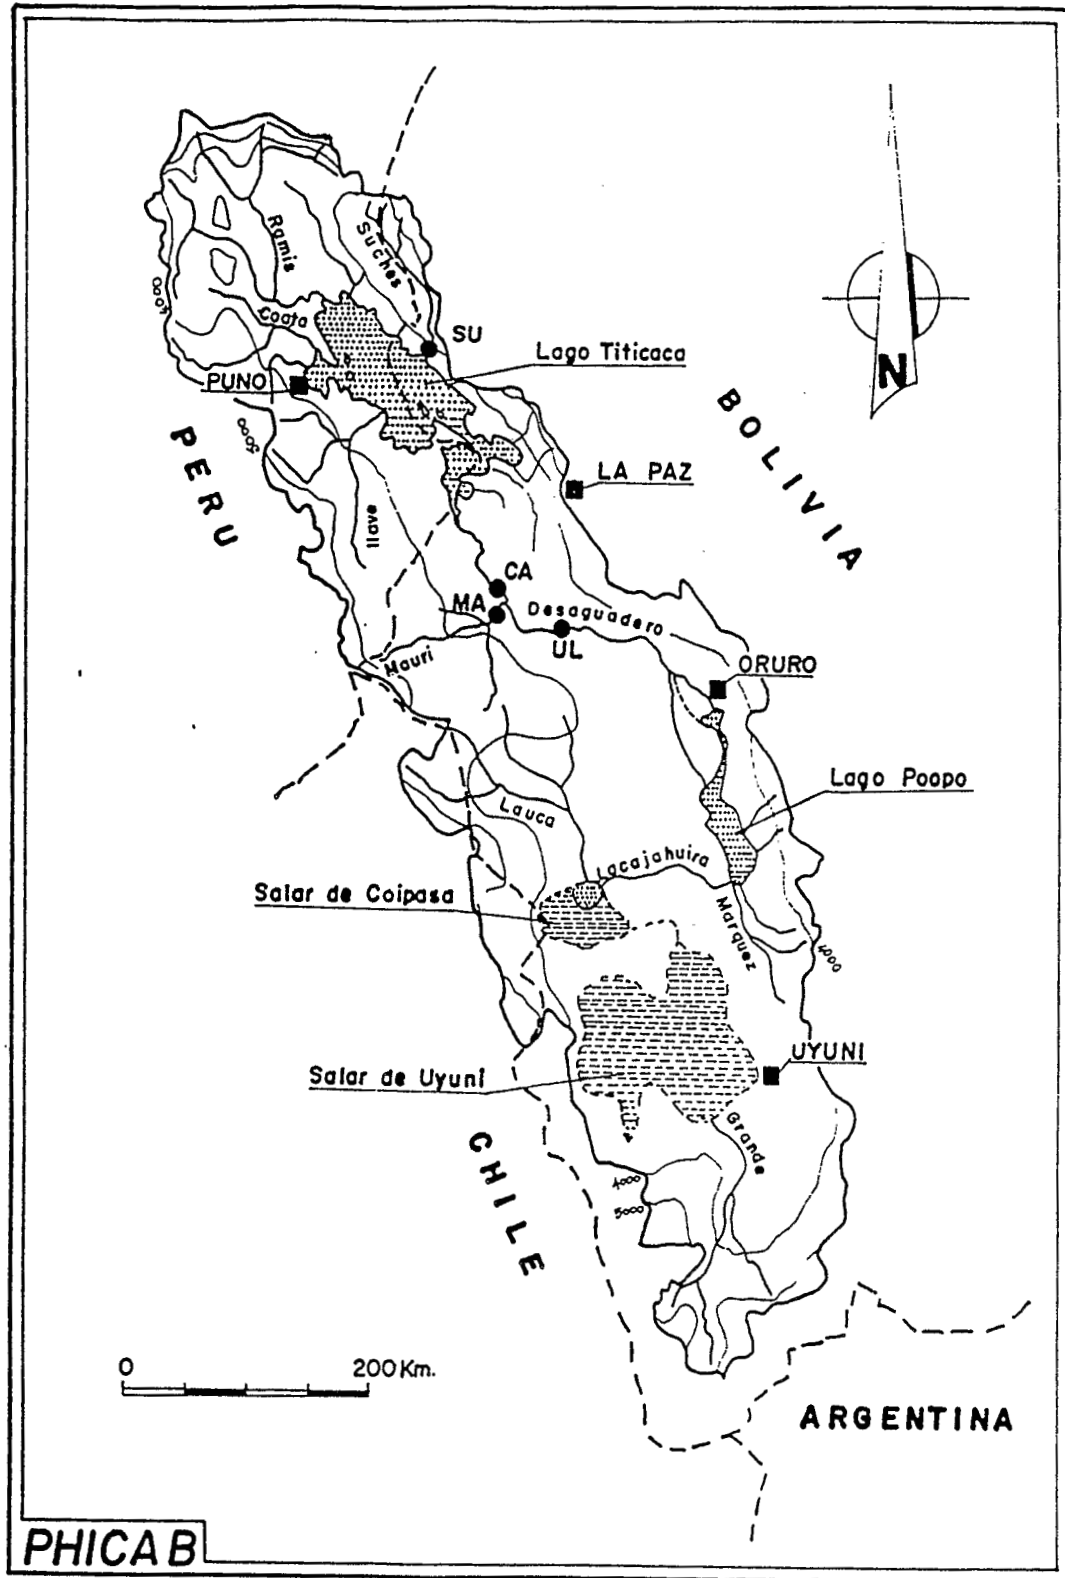 Ramis
Suches
4000
Coata
SU
Lago Titicaca
PUNO
N
BOLIVIA
5000
PERU
LA PAZ
Ilave
CA
MA
Desaguadero
UL
Mauri
ORURO
Lago Poopo
Lauca
Lacajahuira
Salar de Coipasa
Marquez
4000
UYUNI
Salar de Uyuni
Grande
CHILE
4000
5000
0 200 Km.
ARGENTINA
PHICAB